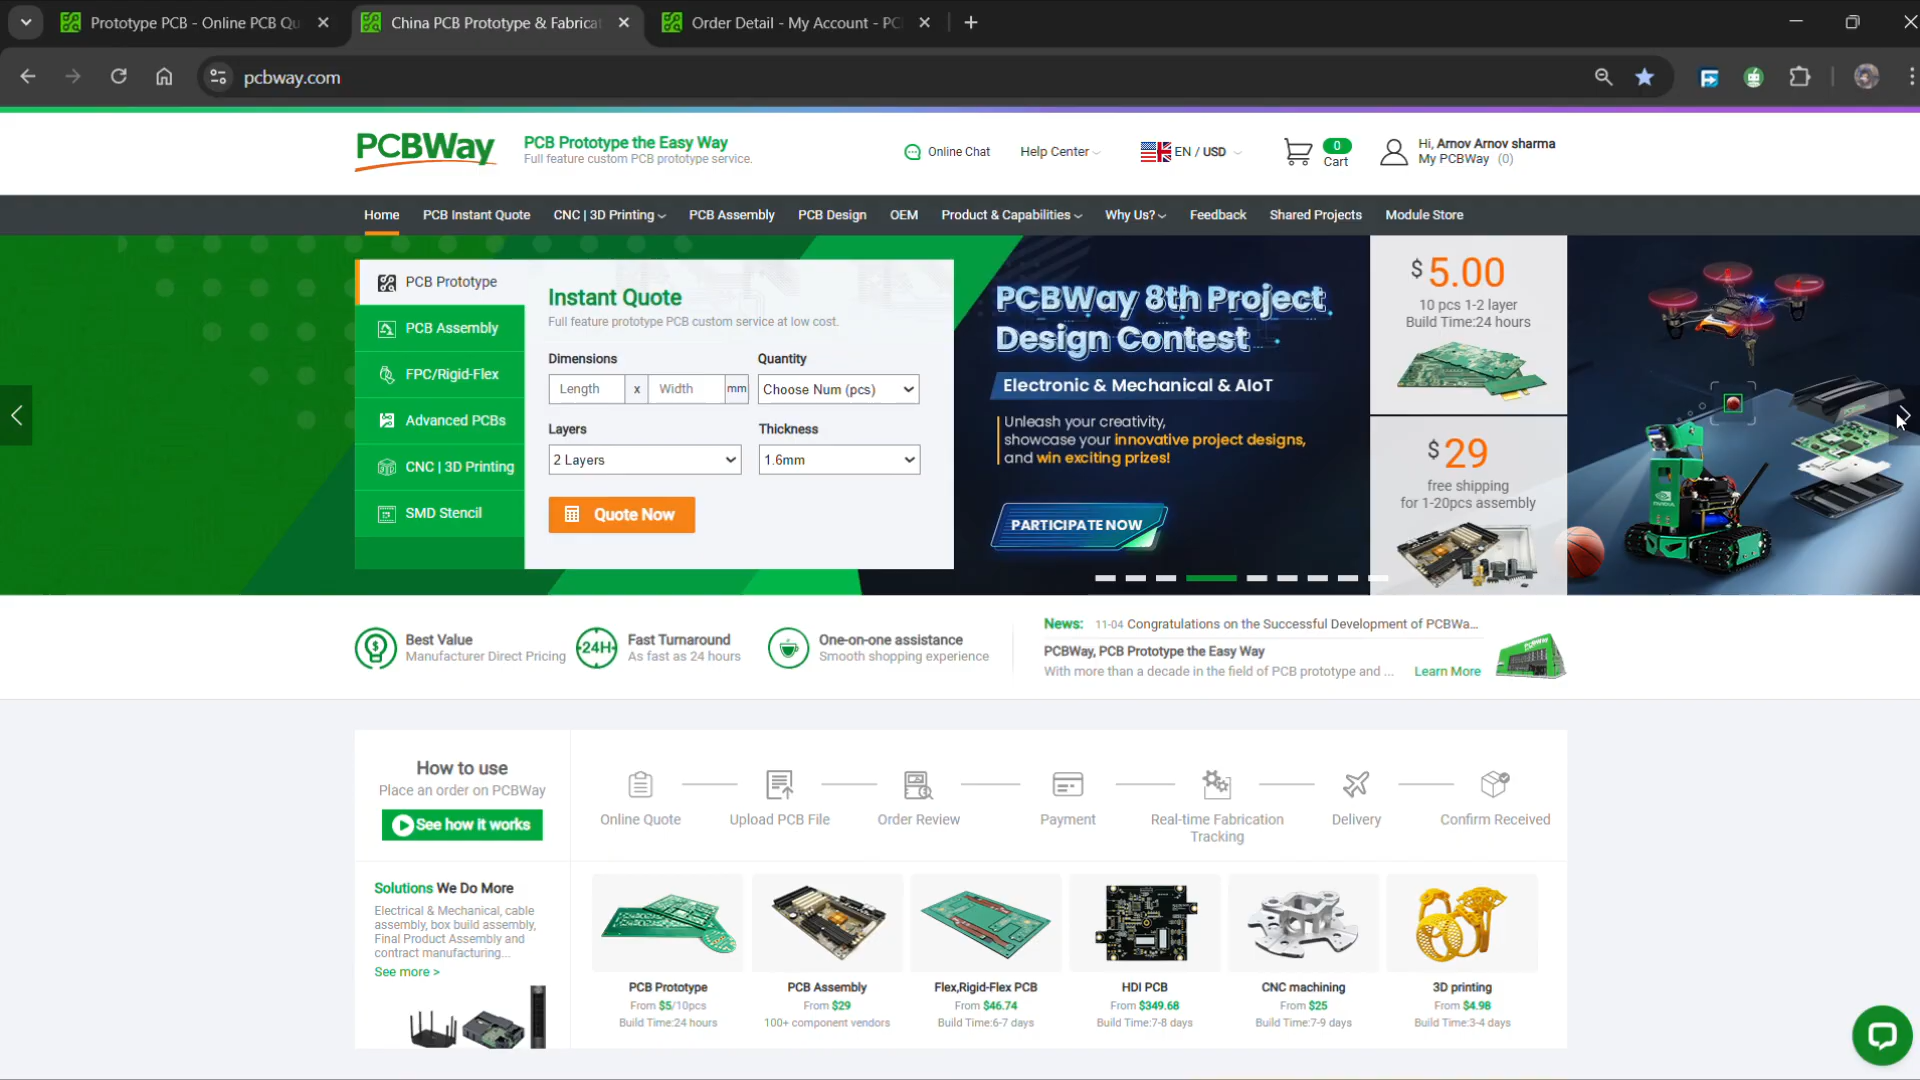 Prototype PCB - Online PCB Qu
China PCB Prototype & Fabricat
Order Detail - My Account - PC
pcbway.com
PCBWay
PCB Prototype the Easy Way
Full feature custom PCB prototype service.
Online Chat
Help Center
EN / USD
0
Cart
Hi, Arnov Arnov sharma
My PCBWay (0)
Home
PCB Instant Quote
CNC | 3D Printing
PCB Assembly
PCB Design
OEM
Product & Capabilities
Why Us?
Feedback
Shared Projects
Module Store
PCB Prototype
PCB Assembly
FPC/Rigid-Flex
Advanced PCBs
CNC | 3D Printing
SMD Stencil
Instant Quote
Full feature prototype PCB custom service at low cost.
Dimensions
Quantity
Length x Width mm
Choose Num (pcs)
Layers
Thickness
2 Layers
1.6mm
Quote Now
PCBWay 8th Project
Design Contest
Electronic & Mechanical & AIoT
Unleash your creativity,
showcase your innovative project designs,
and win exciting prizes!
PARTICIPATE NOW
$ 5.00
10 pcs 1-2 layer
Build Time:24 hours
$ 29
free shipping
for 1-20pcs assembly
Best Value
Manufacturer Direct Pricing
24H
Fast Turnaround
As fast as 24 hours
One-on-one assistance
Smooth shopping experience
News: 11-04 Congratulations on the Successful Development of PCBWa...
PCBWay, PCB Prototype the Easy Way
With more than a decade in the field of PCB prototype and ... Learn More
How to use
Place an order on PCBWay
See how it works
Online Quote
Upload PCB File
Order Review
Payment
Real-time Fabrication
Tracking
Delivery
Confirm Received
Solutions We Do More
Electrical & Mechanical, cable
assembly, box build assembly,
Final Product Assembly and
contract manufacturing...
See more >
PCB Prototype
From $5/10pcs
Build Time:24 hours
PCB Assembly
From $29
100+ component vendors
Flex,Rigid-Flex PCB
From $46.74
Build Time:6-7 days
HDI PCB
From $349.68
Build Time:7-8 days
CNC machining
From $25
Build Time:7-9 days
3D printing
From $4.98
Build Time:3-4 days